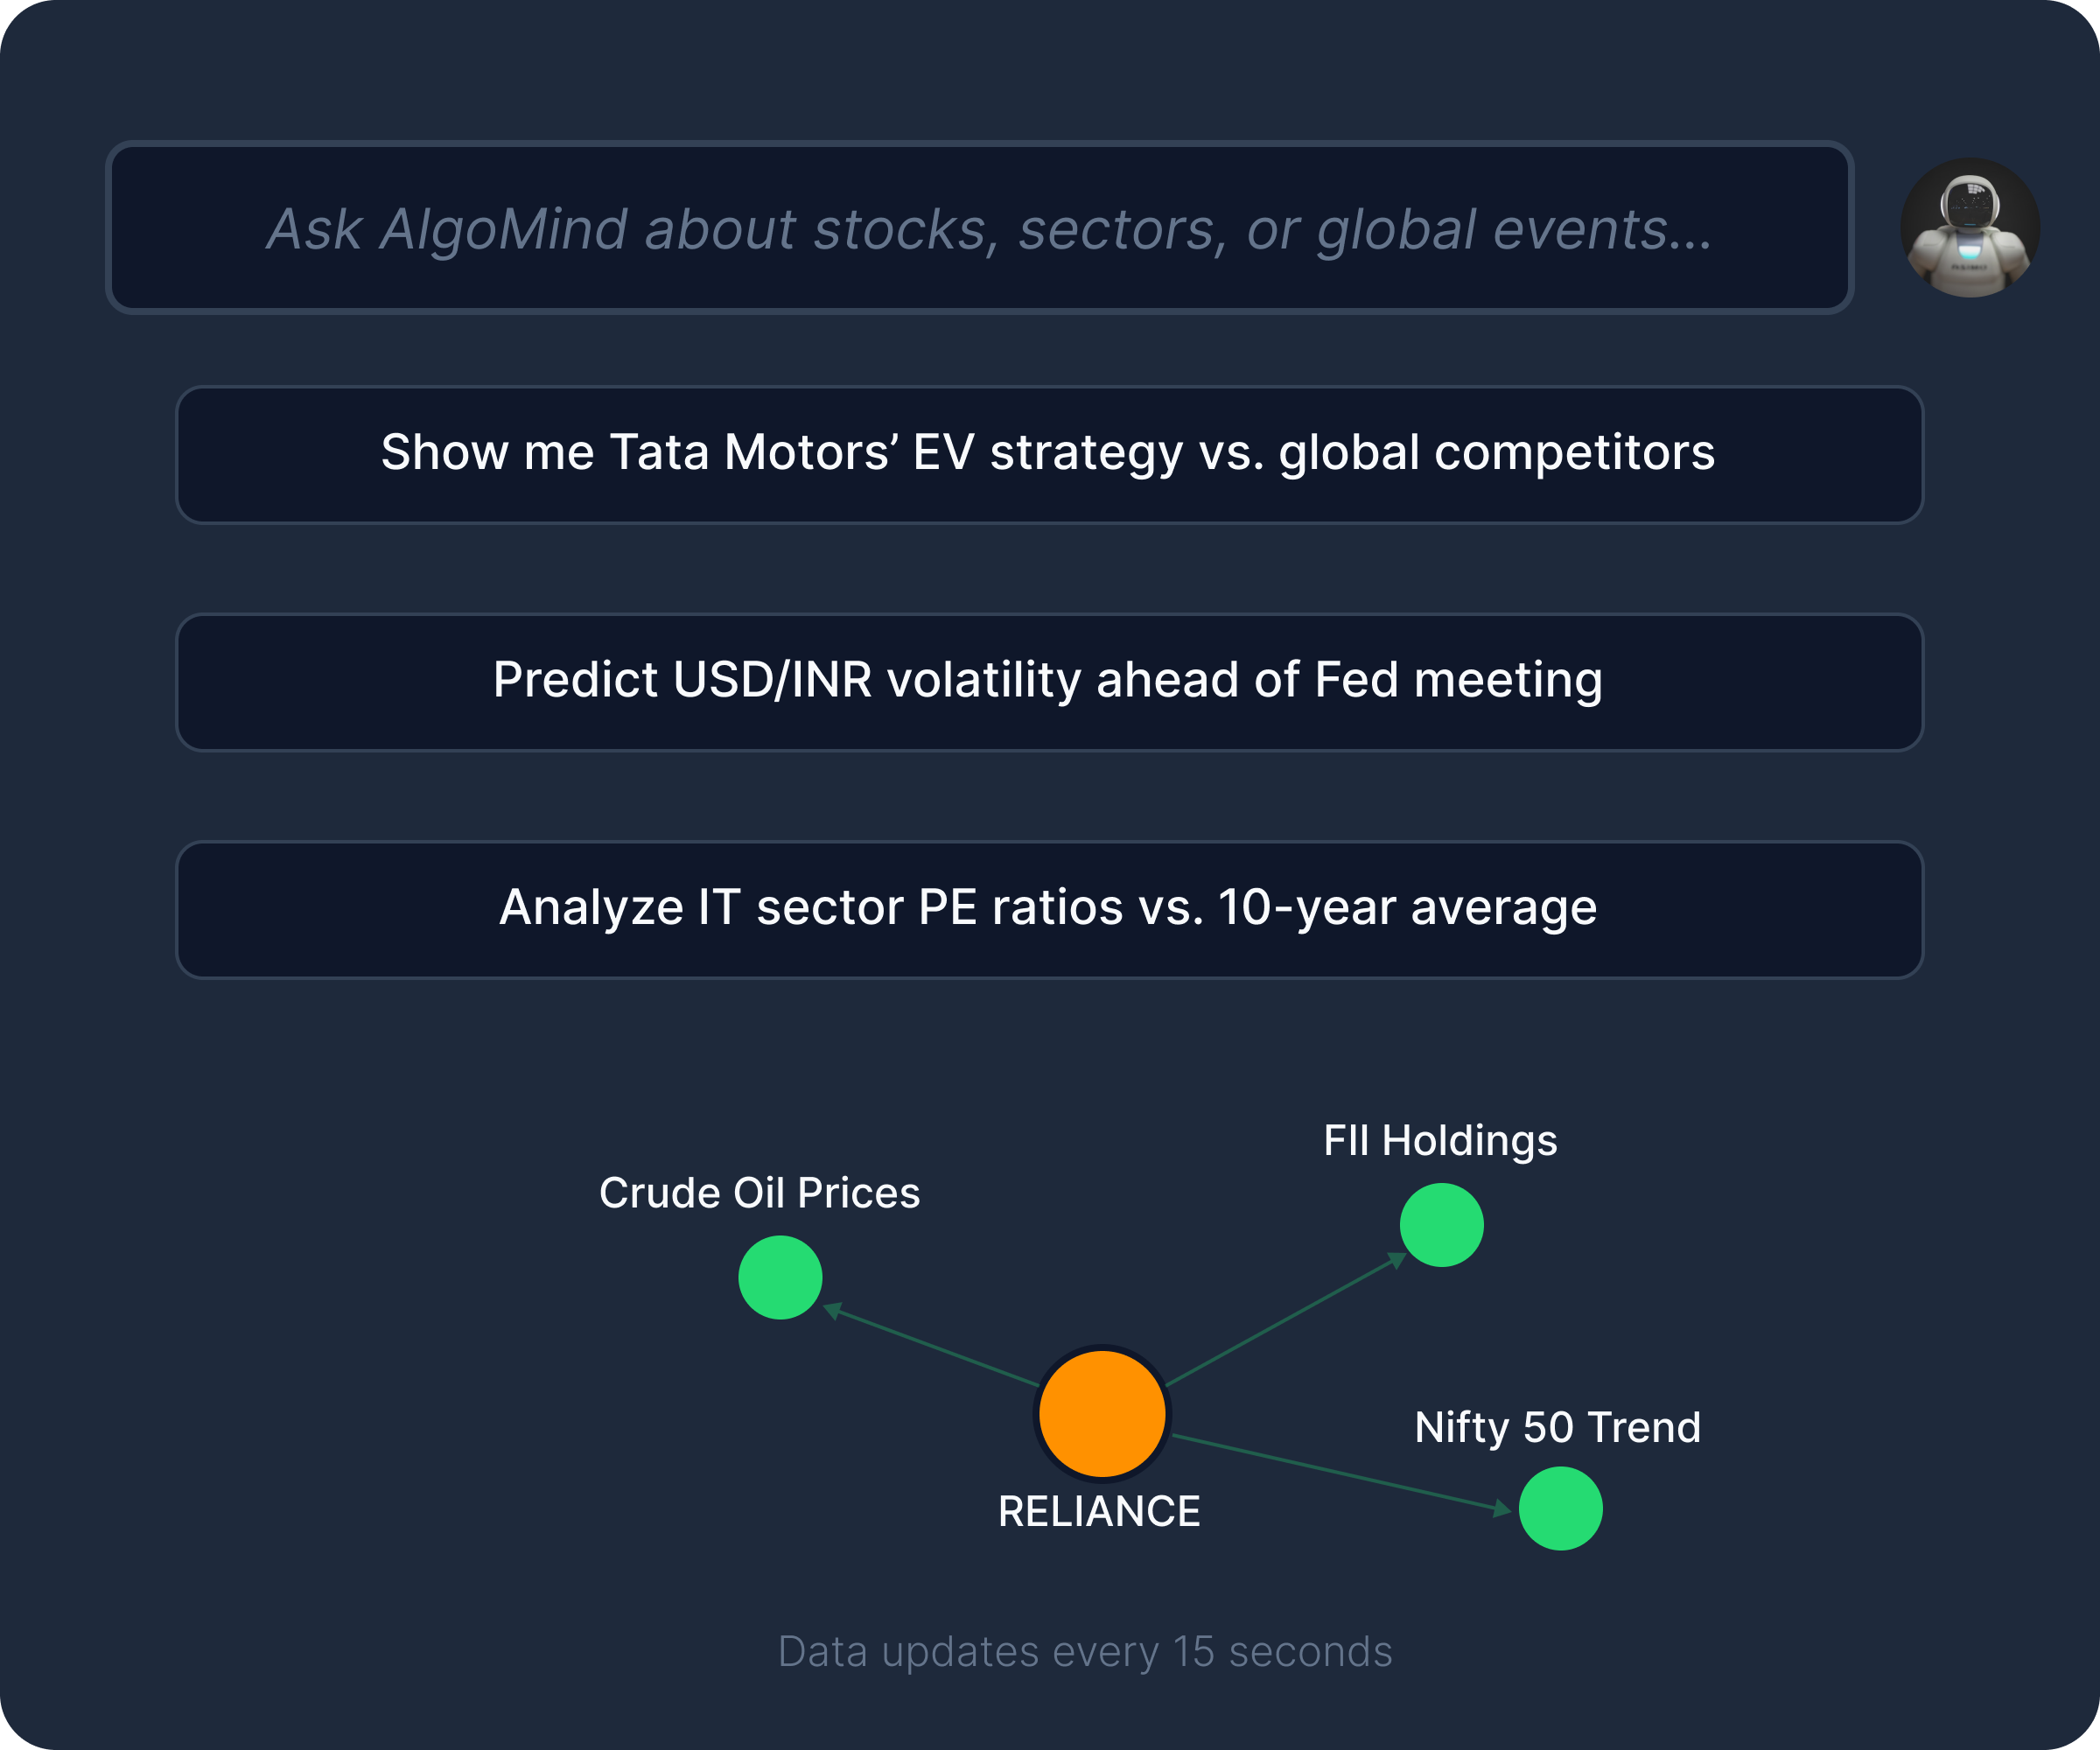 Ask AlgoMind about stocks, sectors, or global events...
Show me Tata Motors’ EV strategy vs. global competitors
Predict USD/INR volatility ahead of Fed meeting
Analyze IT sector PE ratios vs. 10-year average
FII Holdings
Crude Oil Prices
Nifty 50 Trend
RELIANCE
Data updates every 15 seconds